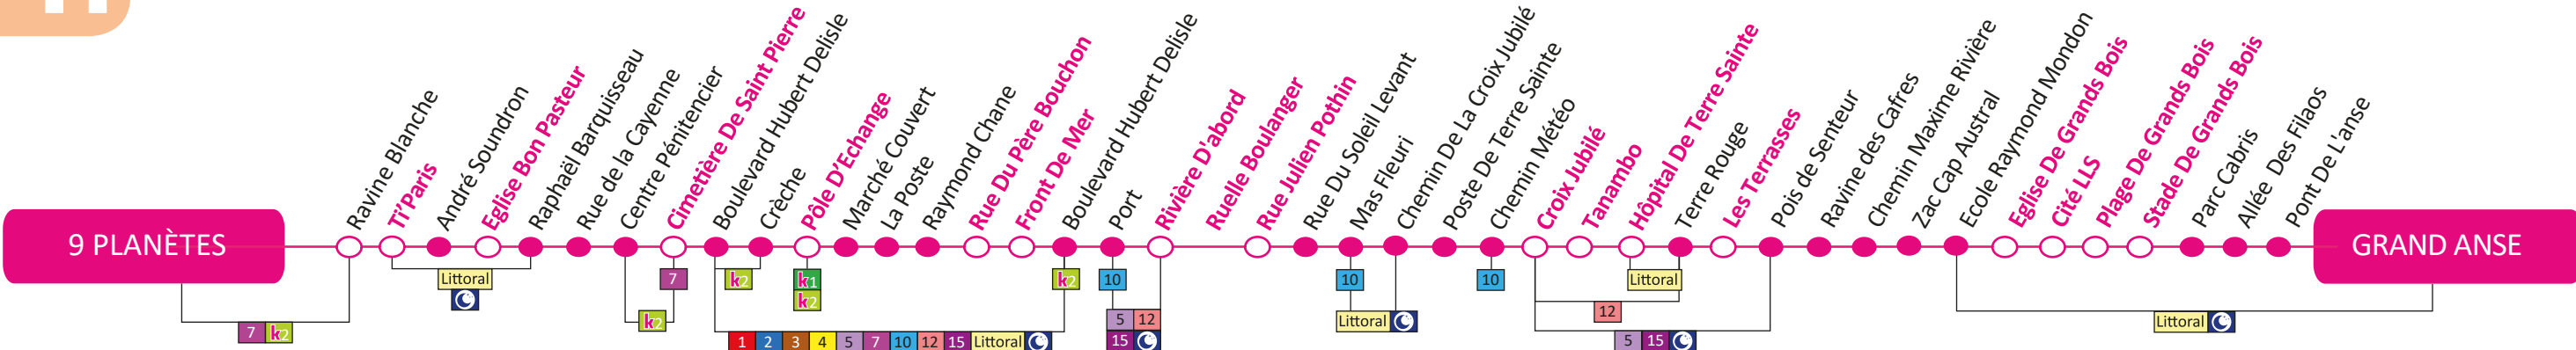 9 PLANÈTES
Ravine Blanche
Ti'Paris
André Soundron
Eglise Bon Pasteur
Raphaël Barquisseau
Rue de la Cayenne
Centre Pénitencier
Cimetière De Saint Pierre
Boulevard Hubert Delisle
Crèche
Pôle D'Echange
Marché Couvert
La Poste
Raymond Chane
Rue Du Père Bouchon
Front De Mer
Boulevard Hubert Delisle
Port
Rivière D'abord
Ruelle Boulanger
Rue Julien Pothin
Rue Du Soleil Levant
Mas Fleuri
Chemin De La Croix Jubilé
Poste De Terre Sainte
Chemin Météo
Croix Jubilé
Tanambo
Hôpital De Terre Sainte
Terre Rouge
Les Terrasses
Pois de Senteur
Ravine des Cafres
Chemin Maxime Rivière
Zac Cap Austral
Ecole Raymond Mondon
Eglise De Grands Bois
Cité LLS
Plage De Grands Bois
Stade De Grands Bois
Parc Cabris
Allée Des Filaos
Pont De L'anse
GRAND ANSE
7 k2
Littoral
k2
7
k2
k1
k2
1 2 3 4 5 7 10 12 15 Littoral
k2
10
5 12
15
10
Littoral
10
Littoral
12
5 15
Littoral